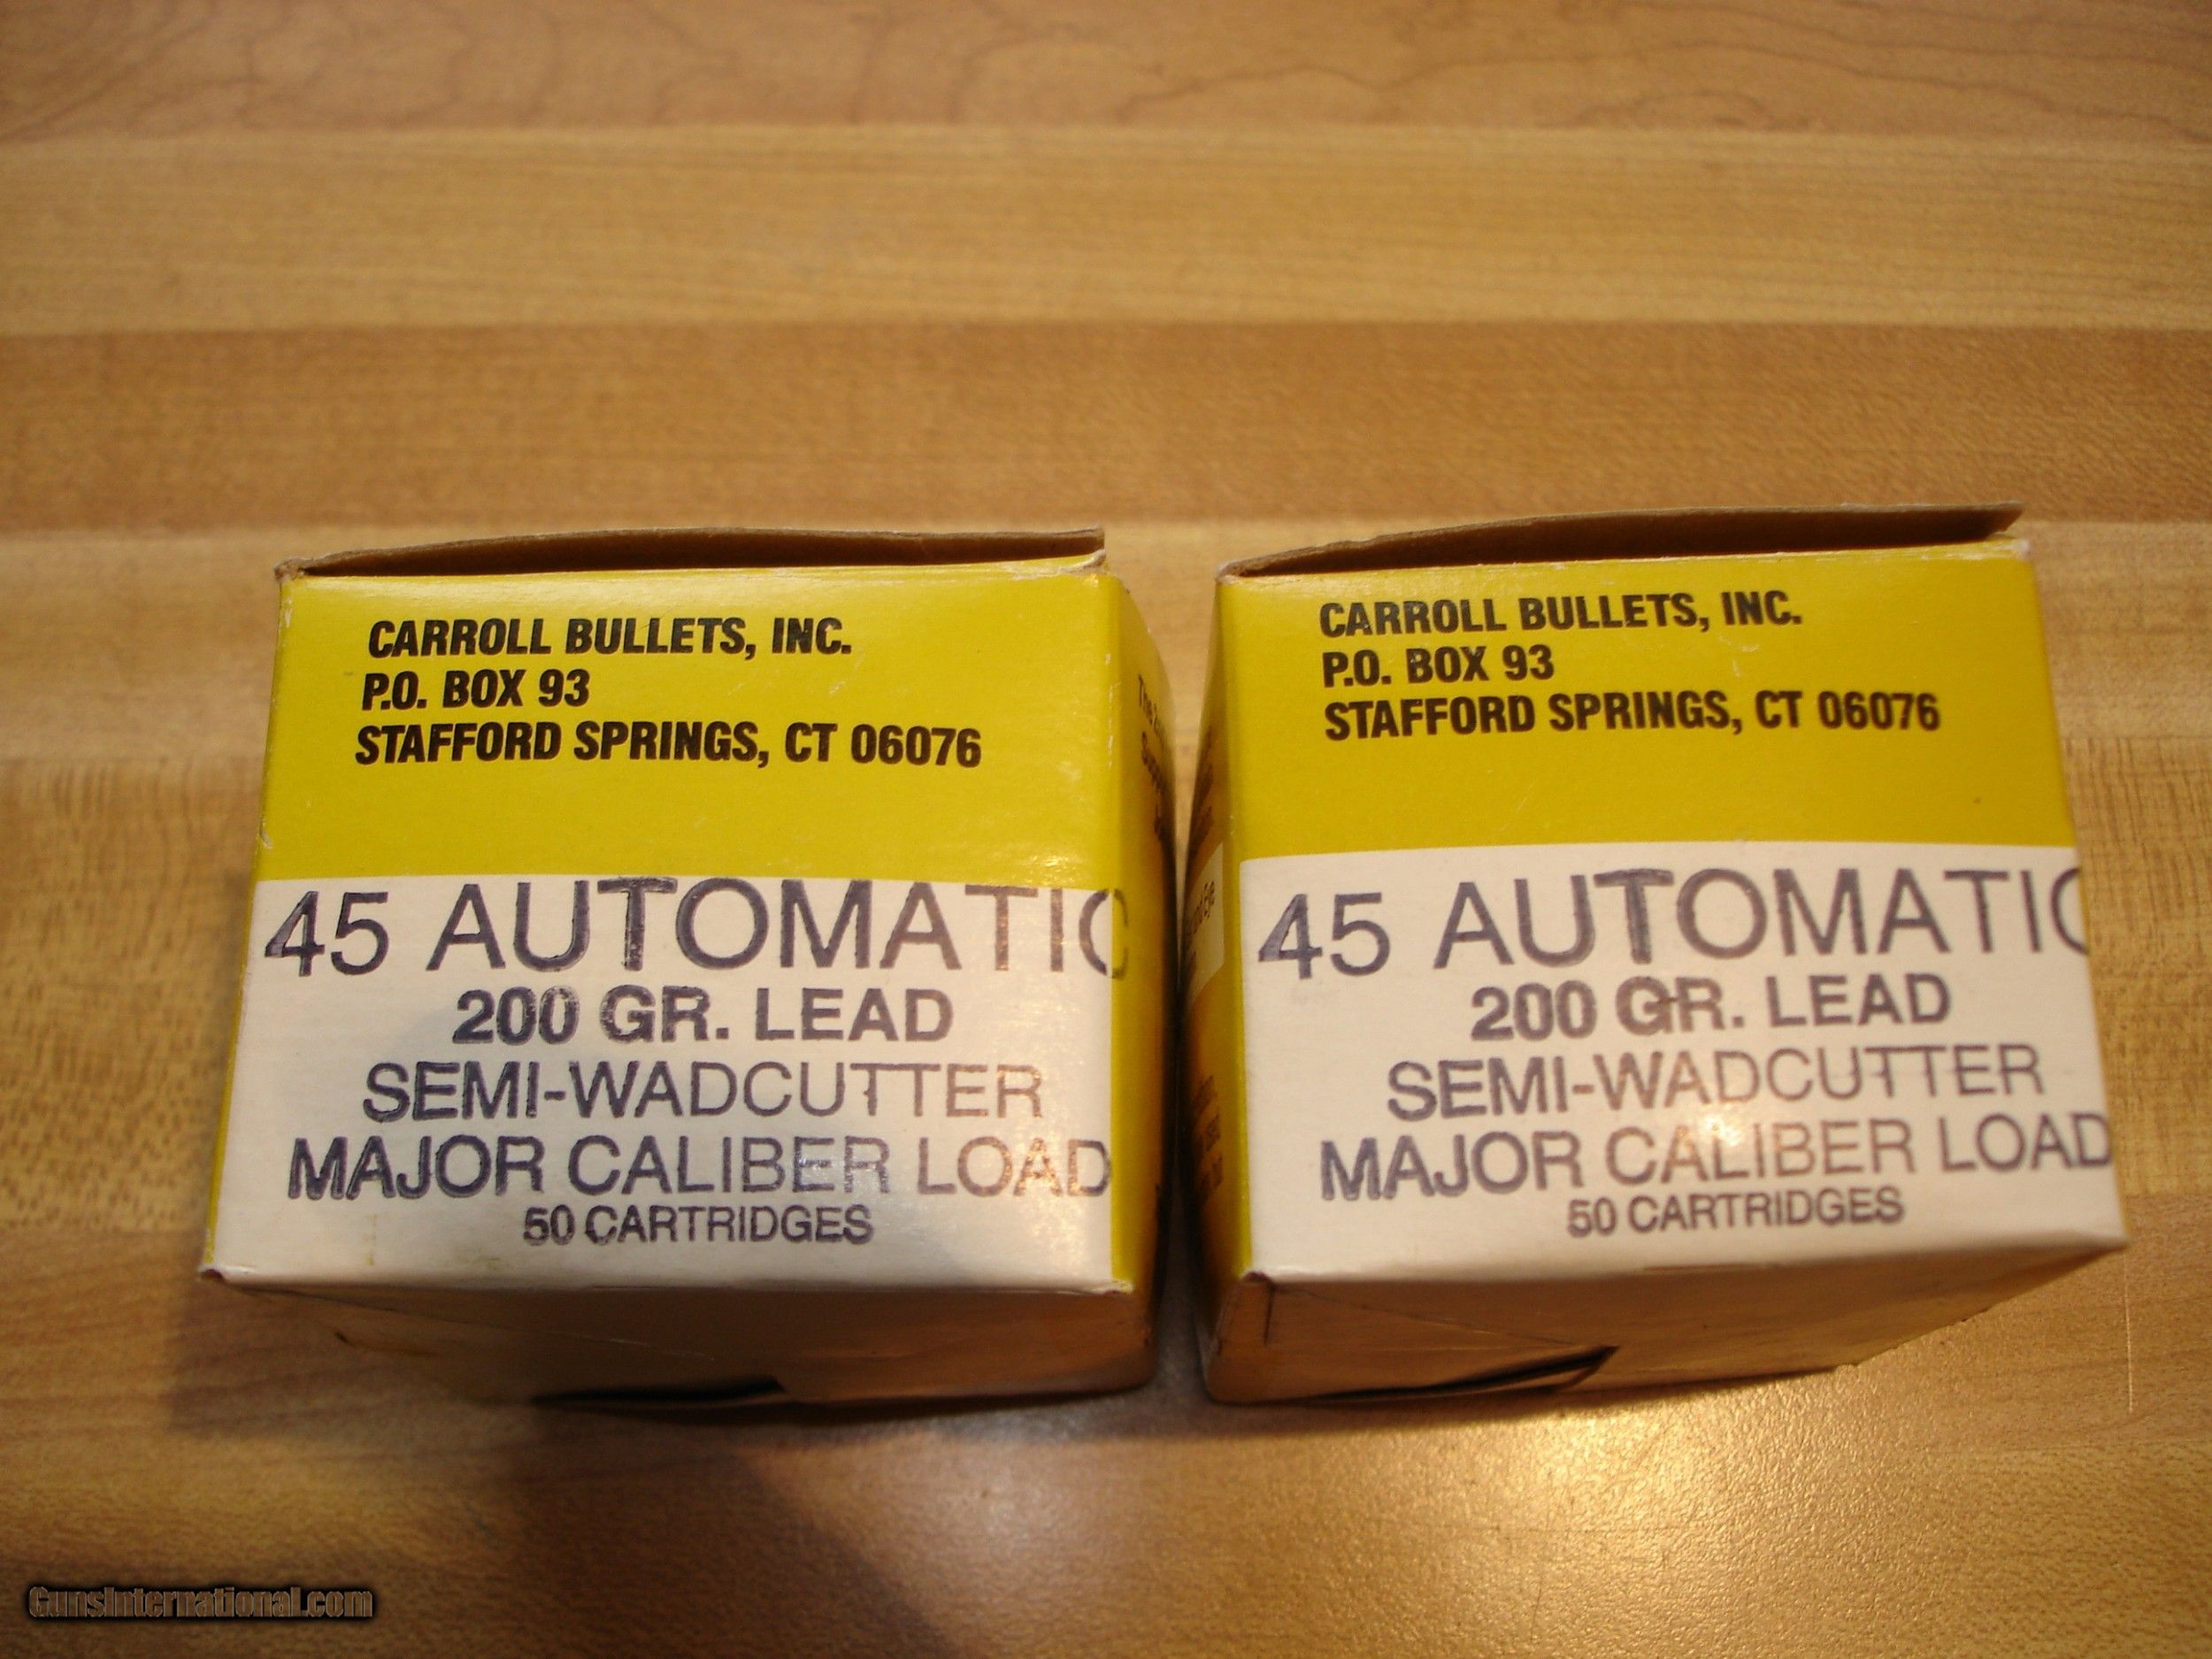 CARROLL BULLETS, INC.
P.O. BOX 93
STAFFORD SPRINGS, CT 06076
45 AUTOMATIC
200 GR. LEAD
SEMI-WADCUTTER
MAJOR CALIBER LOAD
50 CARTRIDGES
CARROLL BULLETS, INC.
P.O. BOX 93
STAFFORD SPRINGS, CT 06076
45 AUTOMATIC
200 GR. LEAD
SEMI-WADCUTTER
MAJOR CALIBER LOAD
50 CARTRIDGES
GunsInternational.com